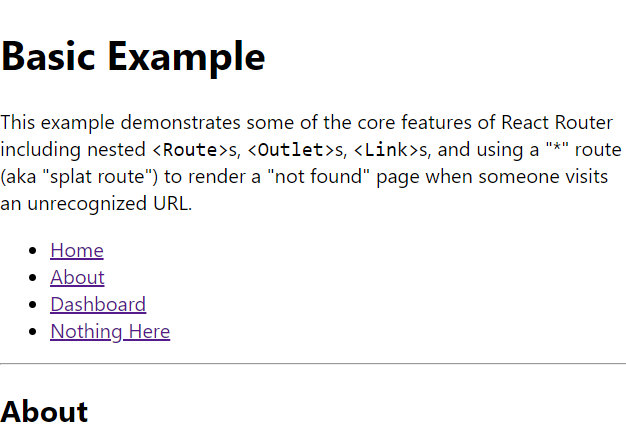 Basic Example
This example demonstrates some of the core features of React Router
including nested <Route>s, <Outlet>s, <Link>s, and using a "*" route
(aka "splat route") to render a "not found" page when someone visits
an unrecognized URL.
Home
About
Dashboard
Nothing Here
About